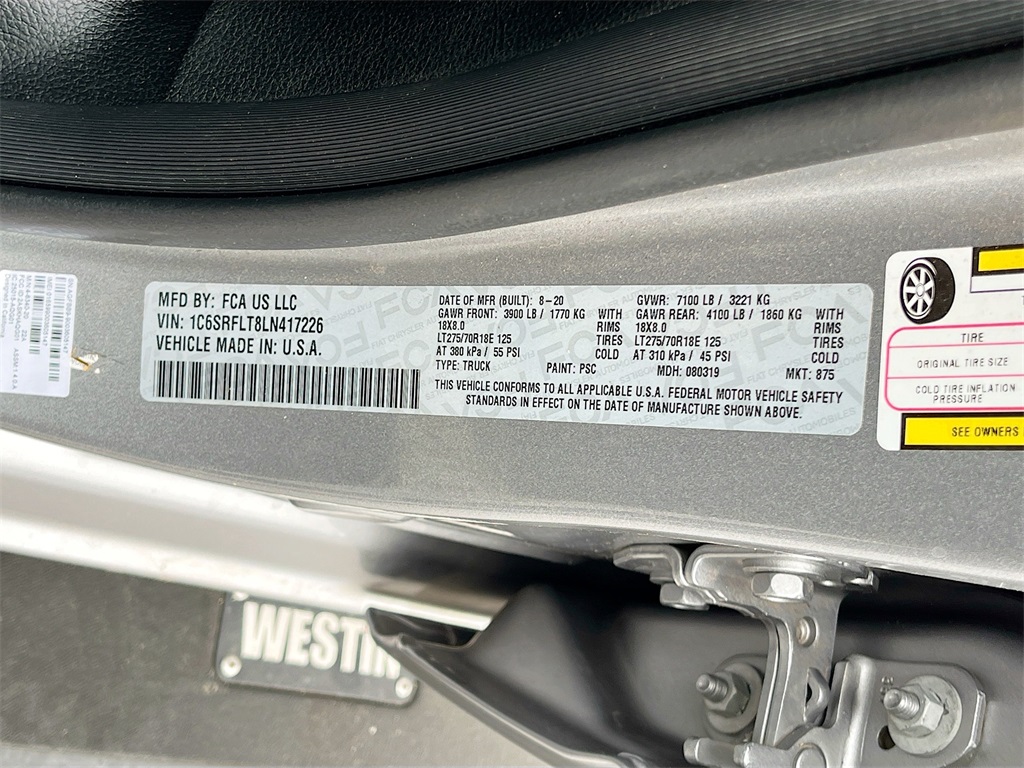 MFD BY: FCA US LLC
VIN: 1C6SRFLT8LN417226
VEHICLE MADE IN: U.S.A.
DATE OF MFR (BUILT): 8-20
GAWR FRONT: 3900 LB / 1770 KG WITH
18X8.0 RIMS
LT275/70R18E 125 TIRES
AT 380 kPa / 55 PSI COLD
TYPE: TRUCK
GVWR: 7100 LB / 3221 KG
GAWR REAR: 4100 LB / 1860 KG WITH
18X8.0 RIMS
LT275/70R18E 125 TIRES
AT 310 kPa / 45 PSI COLD
PAINT: PSC MDH: 080319 MKT: 875
THIS VEHICLE CONFORMS TO ALL APPLICABLE U.S.A. FEDERAL MOTOR VEHICLE SAFETY
STANDARDS IN EFFECT ON THE DATE OF MANUFACTURE SHOWN ABOVE.
TIRE
ORIGINAL TIRE SIZE
COLD TIRE INFLATION
PRESSURE
SEE OWNERS
WESTIN